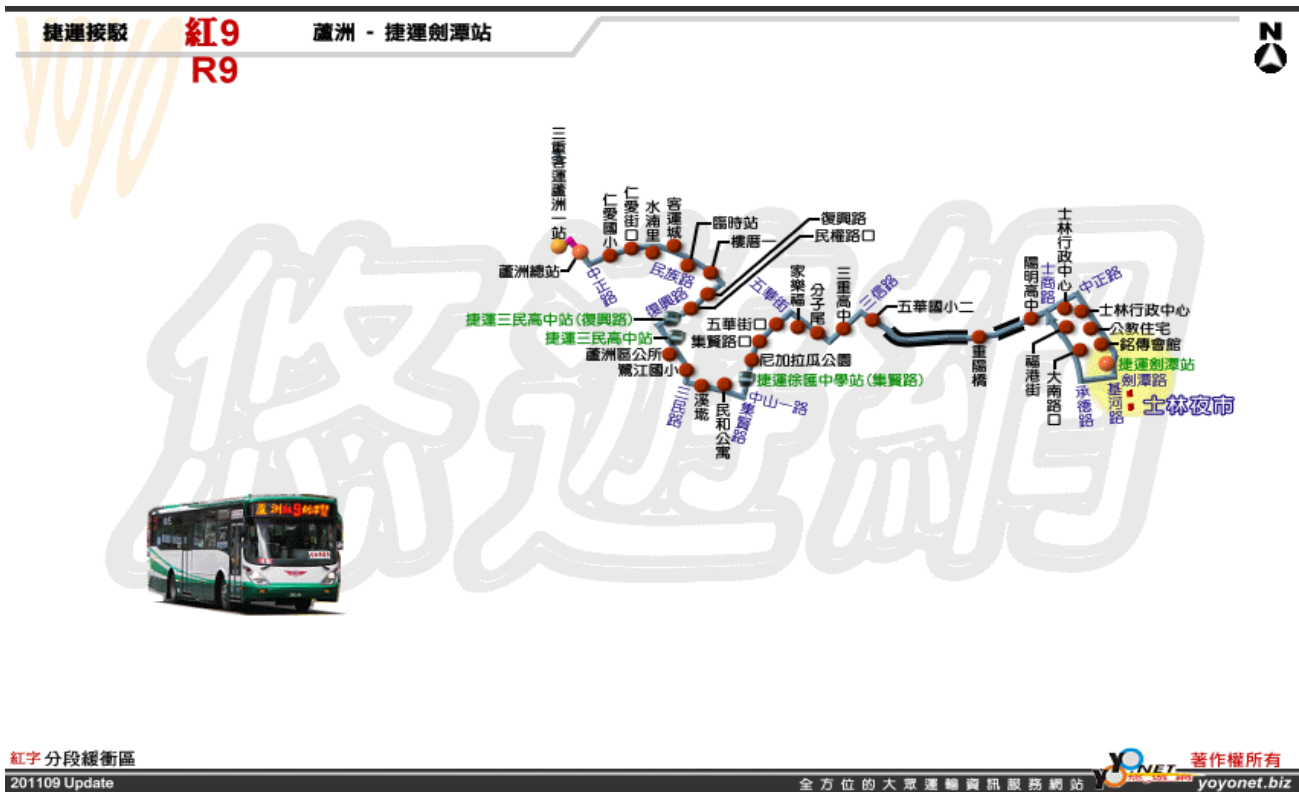 捷運接駁
紅9
R9
蘆洲 - 捷運劍潭站
N
三重客運蘆洲一站
蘆洲總站
中正路
仁愛國小
仁愛街口
水湳里
客運城
民族路
臨時站
樓厝一
復興路
民權路口
復興路
捷運三民高中站(復興路)
捷運三民高中站
蘆洲區公所
鷺江國小
三民路
溪墘
民和公寓
集賢路
中山一路
捷運徐匯中學站(集賢路)
尼加拉瓜公園
集賢路口
五華街口
五華街
家樂福
分子尾
三重高中
三信路
五華國小二
重陽橋
陽明高中
士商路
士林行政中心
中正路
士林行政中心
公教住宅
銘傳會館
捷運劍潭站
劍潭路
基河路
士林夜市
承德路
大南路口
福港街
紅字 分段緩衝區
201109 Update
全方位的大眾運輸資訊服務網站
YOYONET
著作權所有
yoyonet.biz